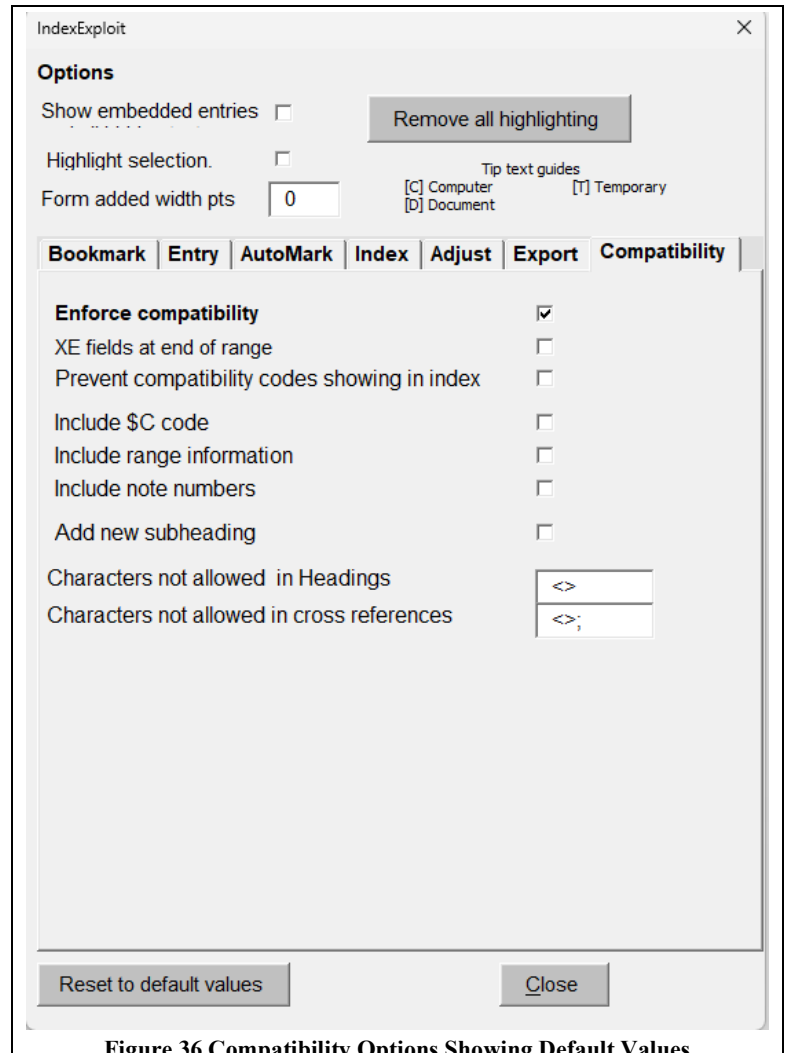 IndexExploit
Options
Show embedded entries
Remove all highlighting
Highlight selection.
Tip text guides
[C] Computer [T] Temporary
[D] Document
Form added width pts 0
Bookmark Entry AutoMark Index Adjust Export Compatibility
Enforce compatibility
XE fields at end of range
Prevent compatibility codes showing in index
Include $C code
Include range information
Include note numbers
Add new subheading
Characters not allowed in Headings <>
Characters not allowed in cross references <>;
Reset to default values Close
Figure 36 Compatibility Options Showing Default Values